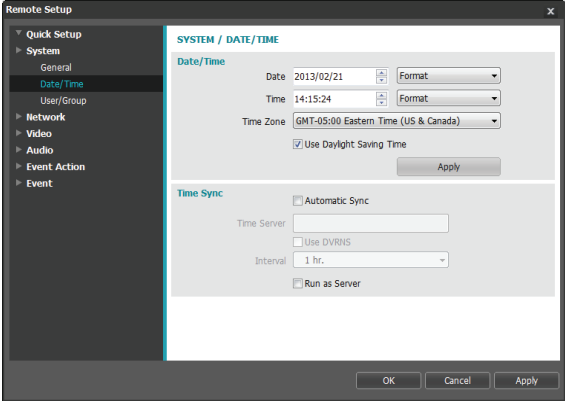 Remote Setup
x
Quick Setup
System
General
Date/Time
User/Group
Network
Video
Audio
Event Action
Event
SYSTEM / DATE/TIME
Date/Time
Date 2013/02/21 Format
Time 14:15:24 Format
Time Zone GMT-05:00 Eastern Time (US & Canada)
Use Daylight Saving Time
Apply
Time Sync
Automatic Sync
Time Server
Use DVRNS
Interval 1 hr.
Run as Server
OK Cancel Apply